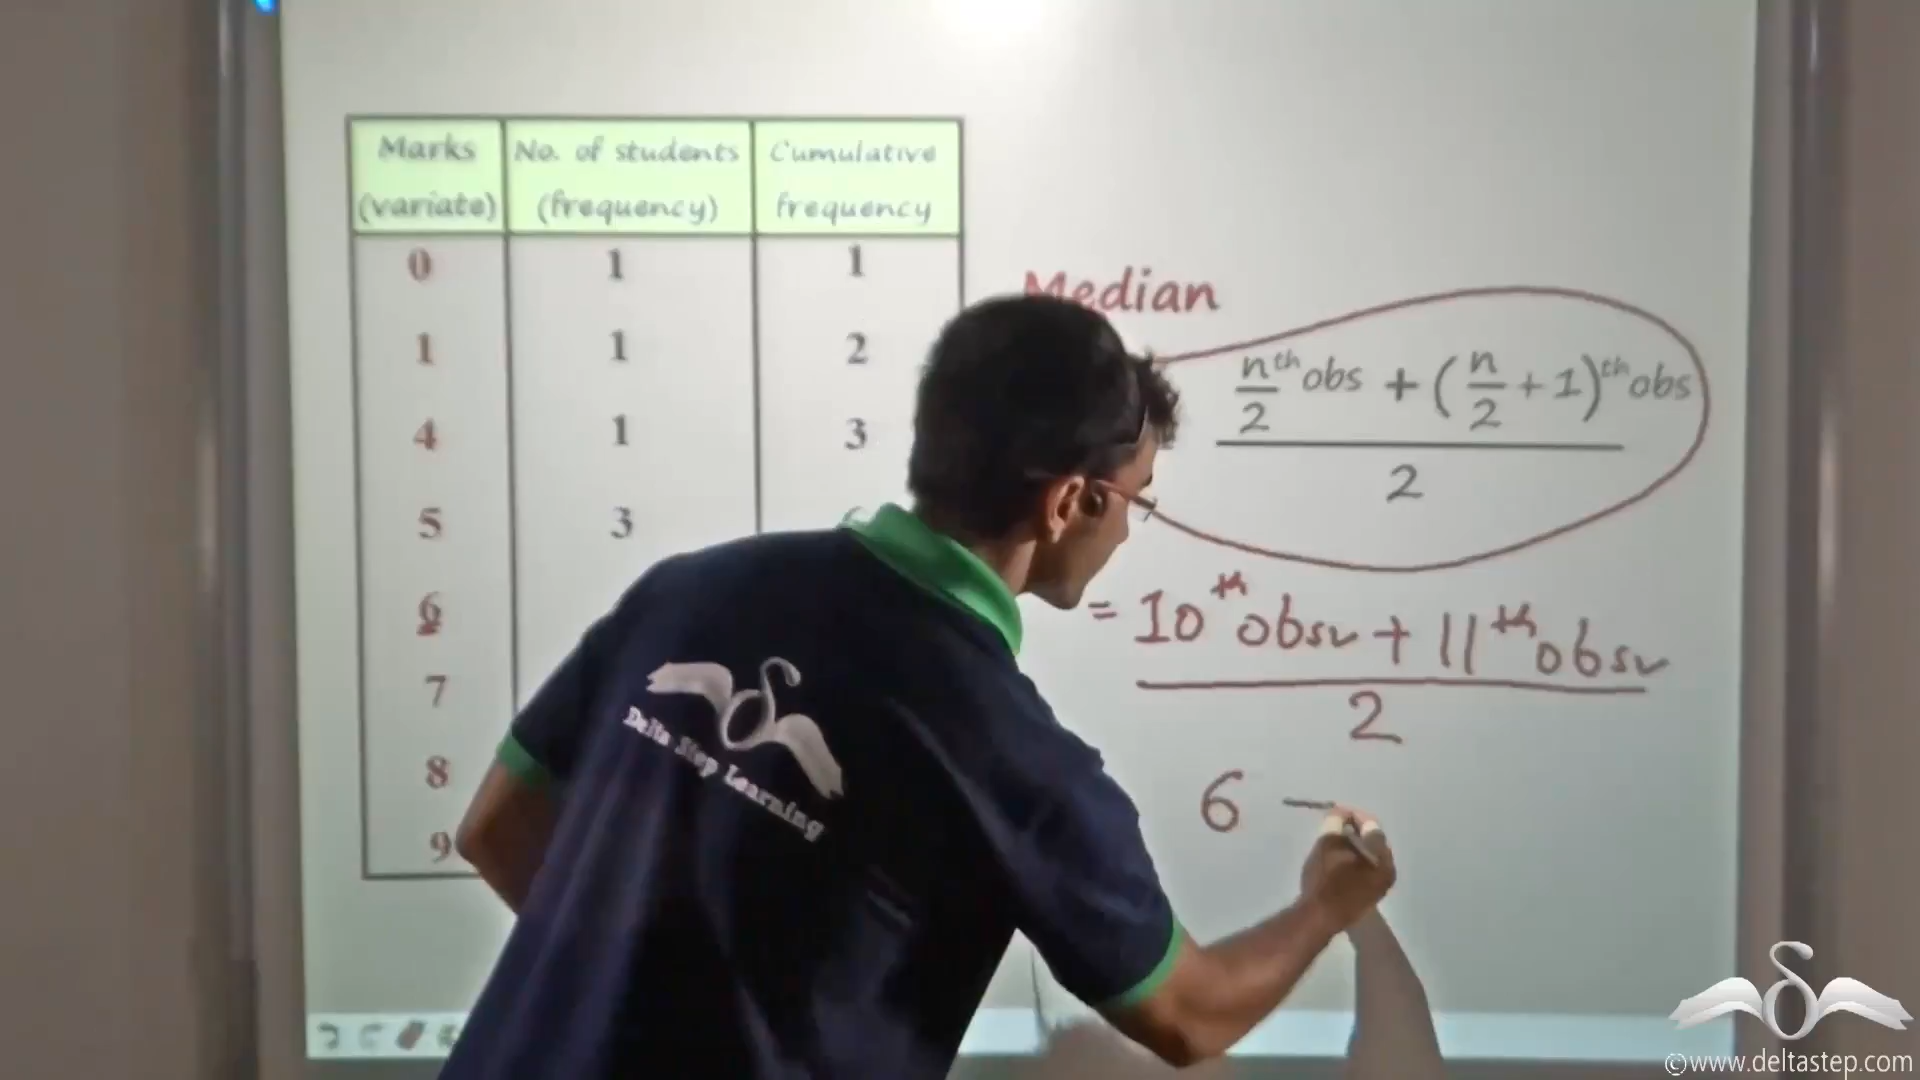 Marks No. of students Cumulative
(variate) (frequency) frequency
0 1 1
1 1 2
4 1 3
5 3
6
7
8
9
Median
n/2 th obs + (n/2 + 1)th obs
2
= 10th obsv + 11th obsv
2
6 —
Delta Step Learning
©www.deltastep.com